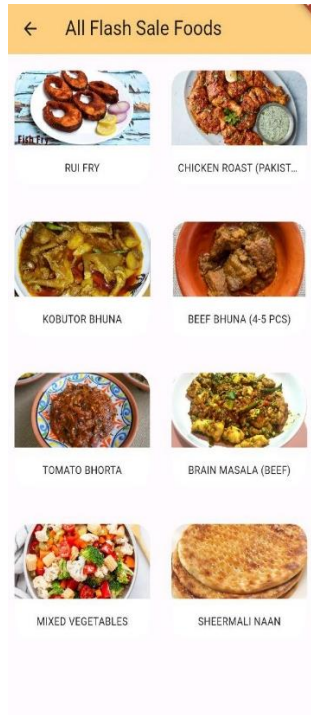 All Flash Sale Foods
Fish Fry
RUI FRY
CHICKEN ROAST (PAKIST...
KOBUTOR BHUNA
BEEF BHUNA (4-5 PCS)
TOMATO BHORTA
BRAIN MASALA (BEEF)
MIXED VEGETABLES
SHEERMALI NAAN